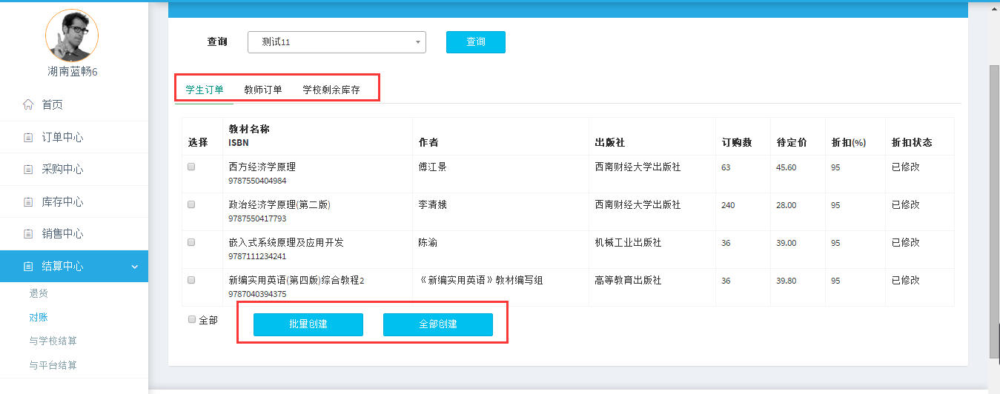 湖南蓝畅6
首页
订单中心
采购中心
库存中心
销售中心
结算中心
退货
对账
与学校结算
与平台结算
查询 测试11 查询
学生订单 教师订单 学校剩余库存
选择 教材名称 ISBN 作者 出版社 订购数 待定价 折扣(%) 折扣状态
西方经济学原理 傅江景 西南财经大学出版社 63 45.60 95 已修改
9787550404984
政治经济学原理(第二版) 李清娥 西南财经大学出版社 240 28.00 95 已修改
9787550417793
嵌入式系统原理及应用开发 陈渝 机械工业出版社 36 39.00 95 已修改
9787111234241
新编实用英语(第四版)综合教程2 《新编实用英语》教材编写组 高等教育出版社 36 39.80 95 已修改
9787040394375
全部 批量创建 全部创建